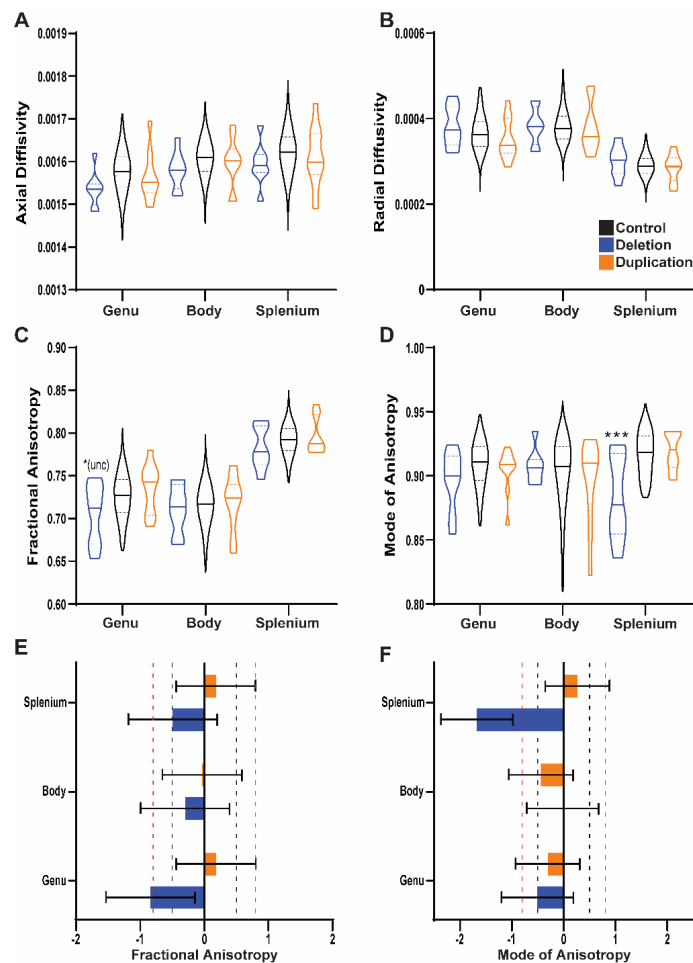 A
0.0019
0.0018
0.0017
0.0016
0.0015
0.0014
0.0013
Axial Diffisivity
Genu Body Splenium
B
0.0006
0.0004
0.0002
0
Radial Diffusivity
Control
Deletion
Duplication
Genu Body Splenium
C
0.90
0.85
0.80
0.75
0.70
0.65
0.60
Fractional Anisotropy
*(unc)
Genu Body Splenium
D
1.00
0.95
0.90
0.85
0.80
Mode of Anisotropy
***
Genu Body Splenium
E
Splenium
Body
Genu
-2 -1 0 1 2
Fractional Anisotropy
F
Splenium
Body
Genu
-2 -1 0 1 2
Mode of Anisotropy